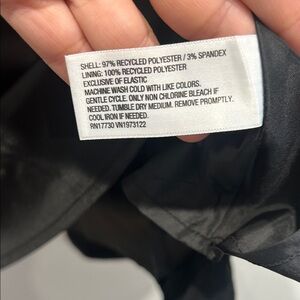 SHELL: 97% RECYCLED POLYESTER / 3% SPANDEX
LINING: 100% RECYCLED POLYESTER
EXCLUSIVE OF ELASTIC
MACHINE WASH COLD WITH LIKE COLORS.
GENTLE CYCLE. ONLY NON CHLORINE BLEACH IF
NEEDED. TUMBLE DRY MEDIUM. REMOVE PROMPTLY.
COOL IRON IF NEEDED.
RN17730 VN1973122